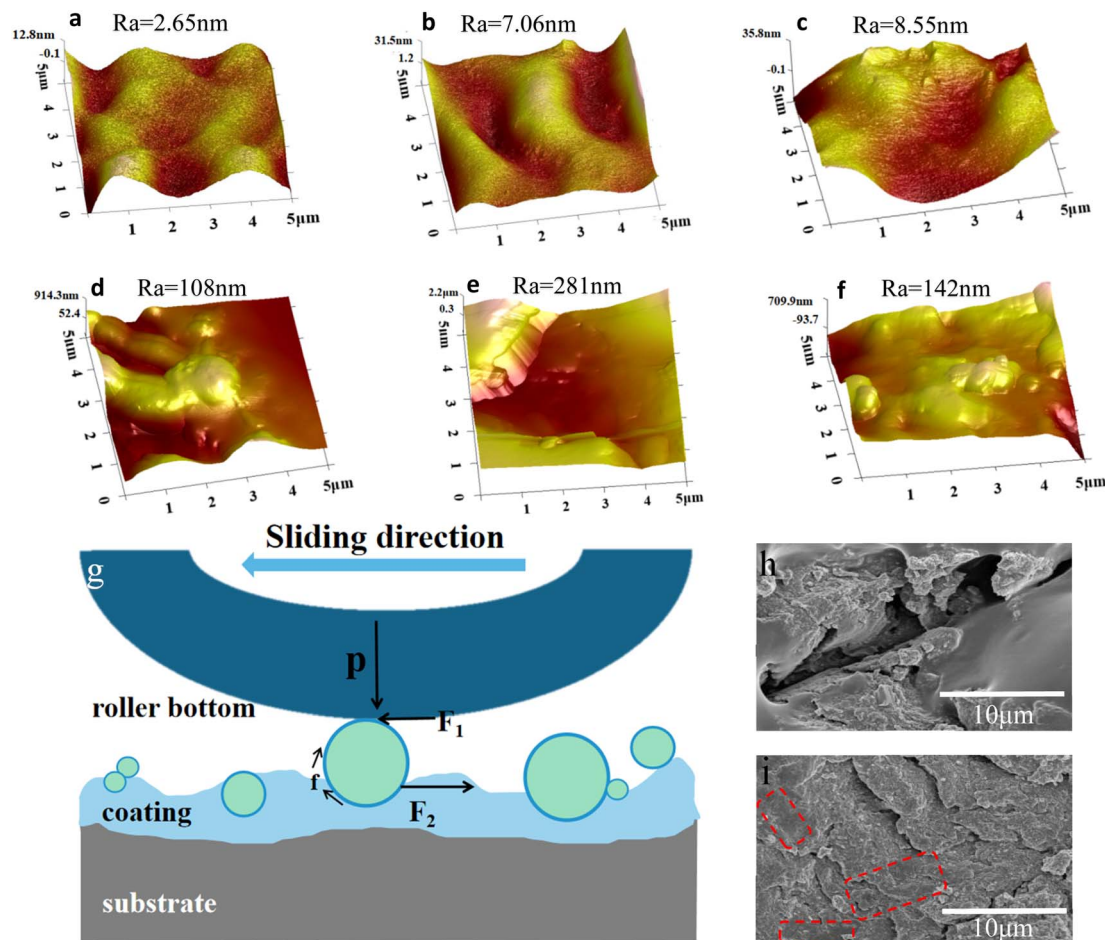 a Ra=2.65nm
12.8nm
-0.1
5μm
4
3
2
1
0
1 2 3 4 5μm
b Ra=7.06nm
31.5nm
1.2
5μm
4
3
2
1
0
1 2 3 4 5μm
c Ra=8.55nm
35.8nm
-0.1
5μm
4
3
2
1
0
1 2 3 4 5μm
d Ra=108nm
914.3nm
52.4
5μm
4
3
2
1
0
1 2 3 4 5μm
e Ra=281nm
2.2μm
0.3
5μm
4
3
2
1
0
1 2 3 4 5μm
f Ra=142nm
709.9nm
-93.7
5μm
4
3
2
1
0
1 2 3 4 5μm
g
Sliding direction
p
roller bottom
F₁
f
coating
F₂
substrate
h
10μm
i
10μm